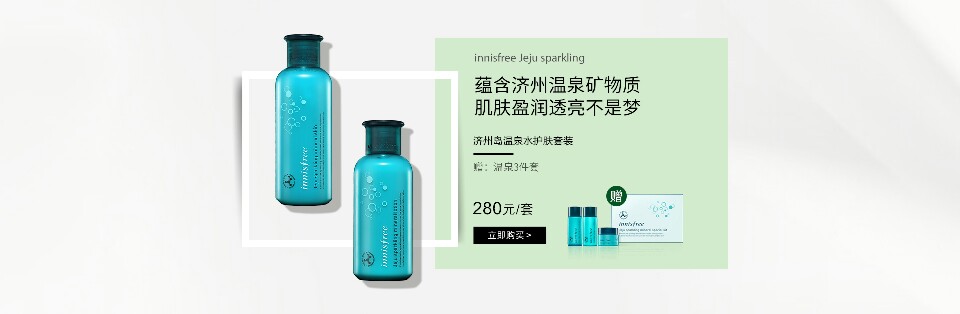 innisfree Jeju sparkling
蕴含济州温泉矿物质
肌肤盈润透亮不是梦
济州岛温泉水护肤套装
赠：温泉3件套
280元/套
立即购买 >
赠
innisfree
innisfree
innisfree